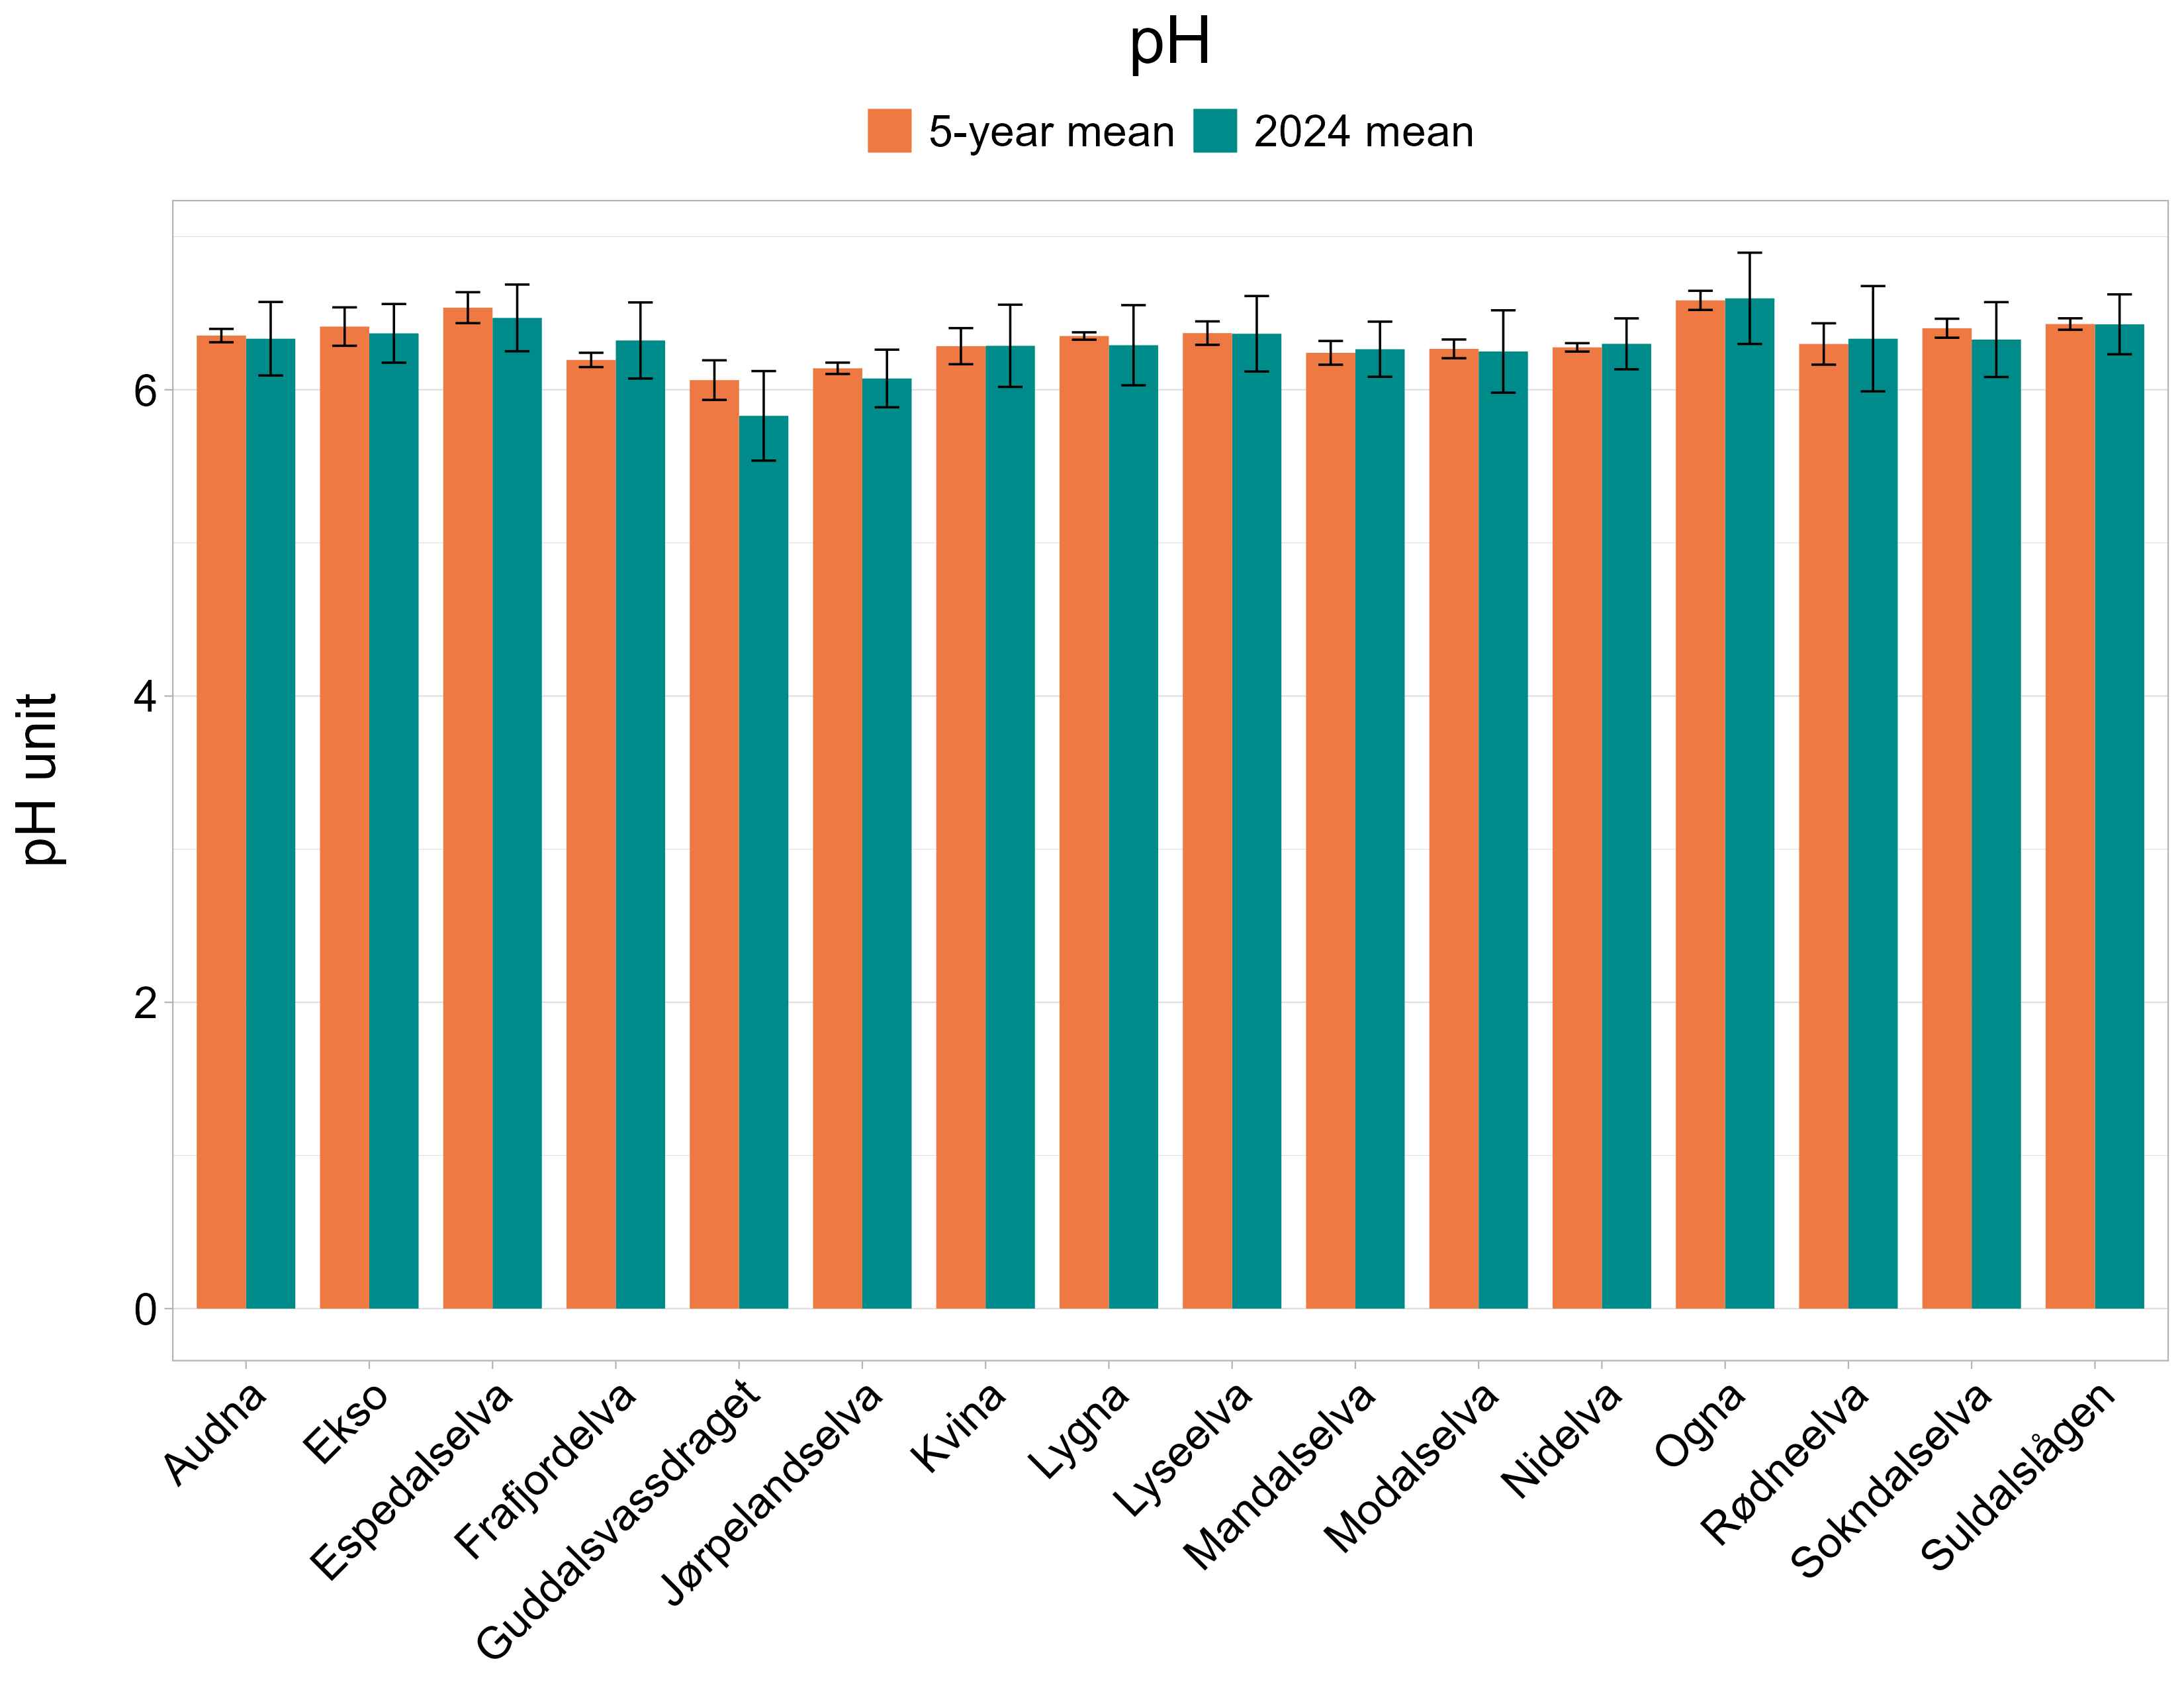 pH
5-year mean 2024 mean
pH unit
6
4
2
0
Audna
Ekso
Espedalselva
Frafjordelva
Guddalsvassdraget
Jørpelandselva
Kvina
Lygna
Lyseelva
Mandalselva
Modalselva
Nidelva
Ogna
Rødneelva
Sokndalselva
Suldalslågen